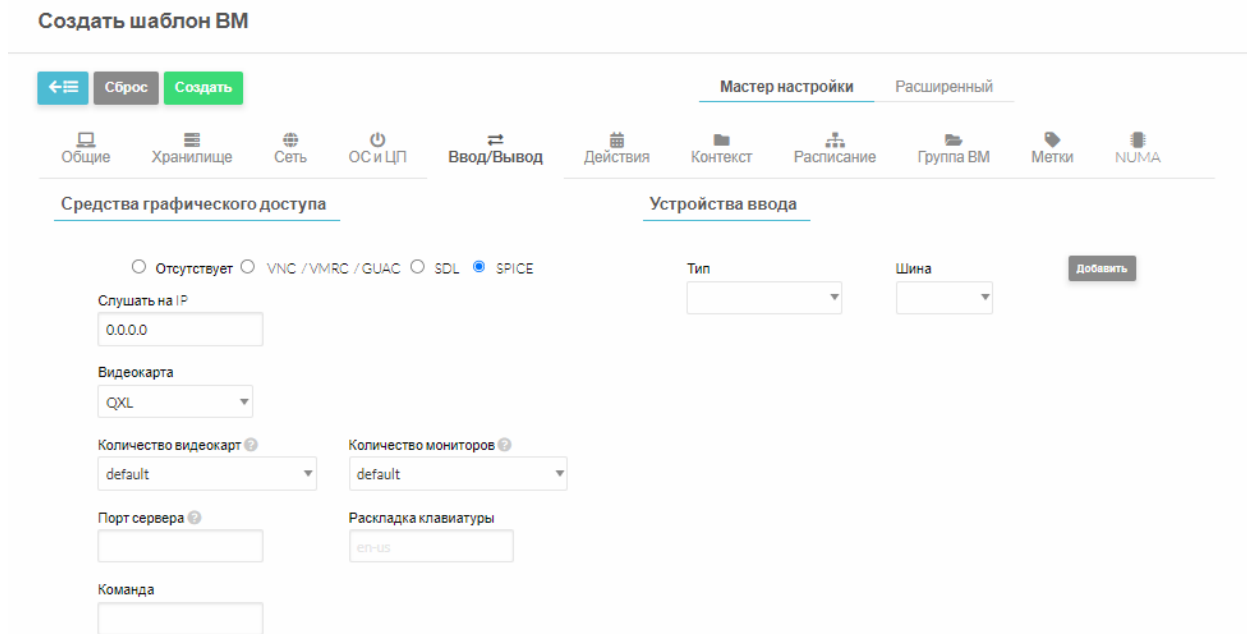 Создать шаблон ВМ
Сброс Создать Мастер настройки Расширенный
Общие Хранилище Сеть ОС и ЦП Ввод/Вывод Действия Контекст Расписание Группа ВМ Метки NUMA
Средства графического доступа Устройства ввода
Отсутствует VNC / VMRC / GUAC SDL SPICE Тип Шина Добавить
Слушать на IP
0.0.0.0
Видеокарта
QXL
Количество видеокарт ? Количество мониторов ?
default default
Порт сервера ? Раскладка клавиатуры
en-us
Команда